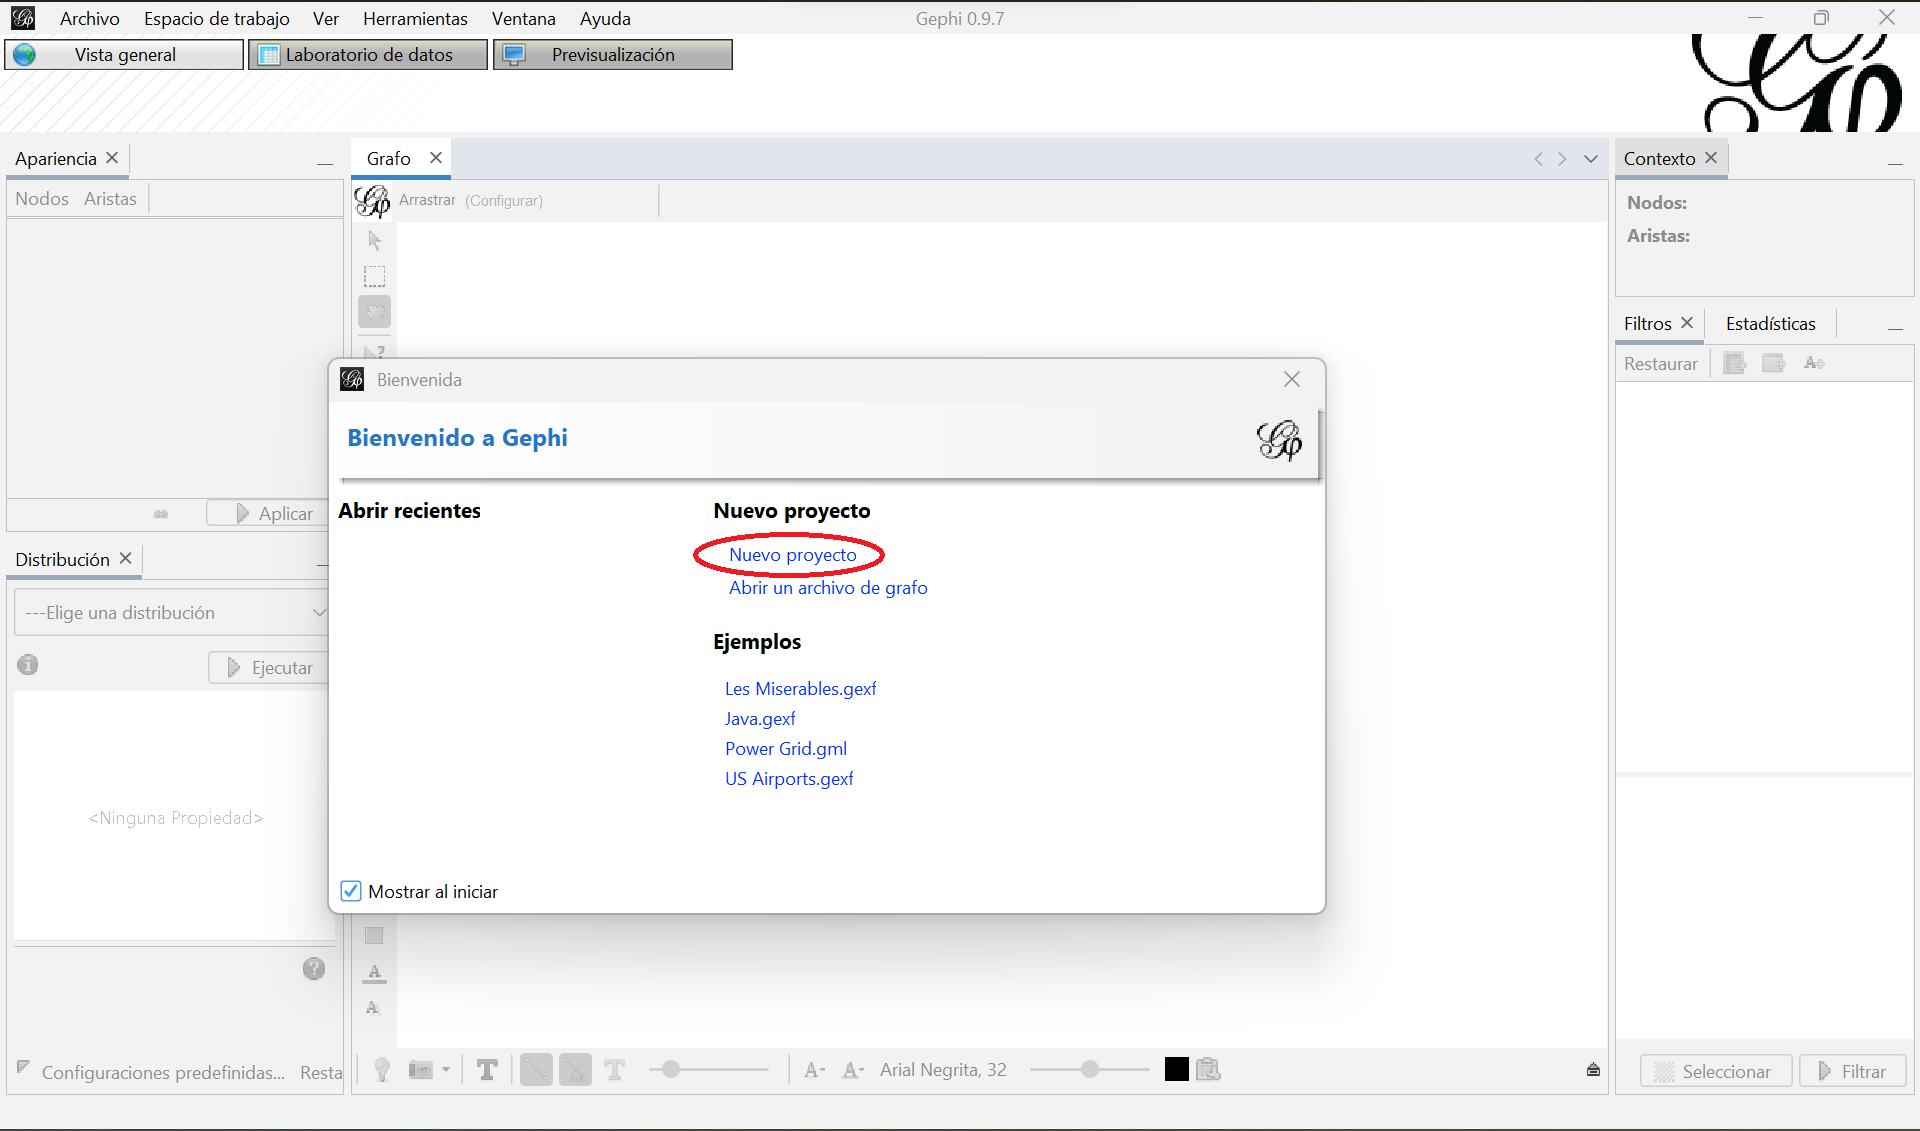 Archivo Espacio de trabajo Ver Herramientas Ventana Ayuda
Gephi 0.9.7
Vista general
Laboratorio de datos
Previsualización
Apariencia
Nodos Aristas
Aplicar
Distribución
---Elige una distribución
Ejecutar
<Ninguna Propiedad>
Configuraciones predefinidas... Resta
Grafo
Arrastrar (Configurar)
Bienvenida
Bienvenido a Gephi
Abrir recientes
Nuevo proyecto
Nuevo proyecto
Abrir un archivo de grafo
Ejemplos
Les Miserables.gexf
Java.gexf
Power Grid.gml
US Airports.gexf
Mostrar al iniciar
Arial Negrita, 32
Contexto
Nodos:
Aristas:
Filtros
Estadísticas
Restaurar
Seleccionar
Filtrar